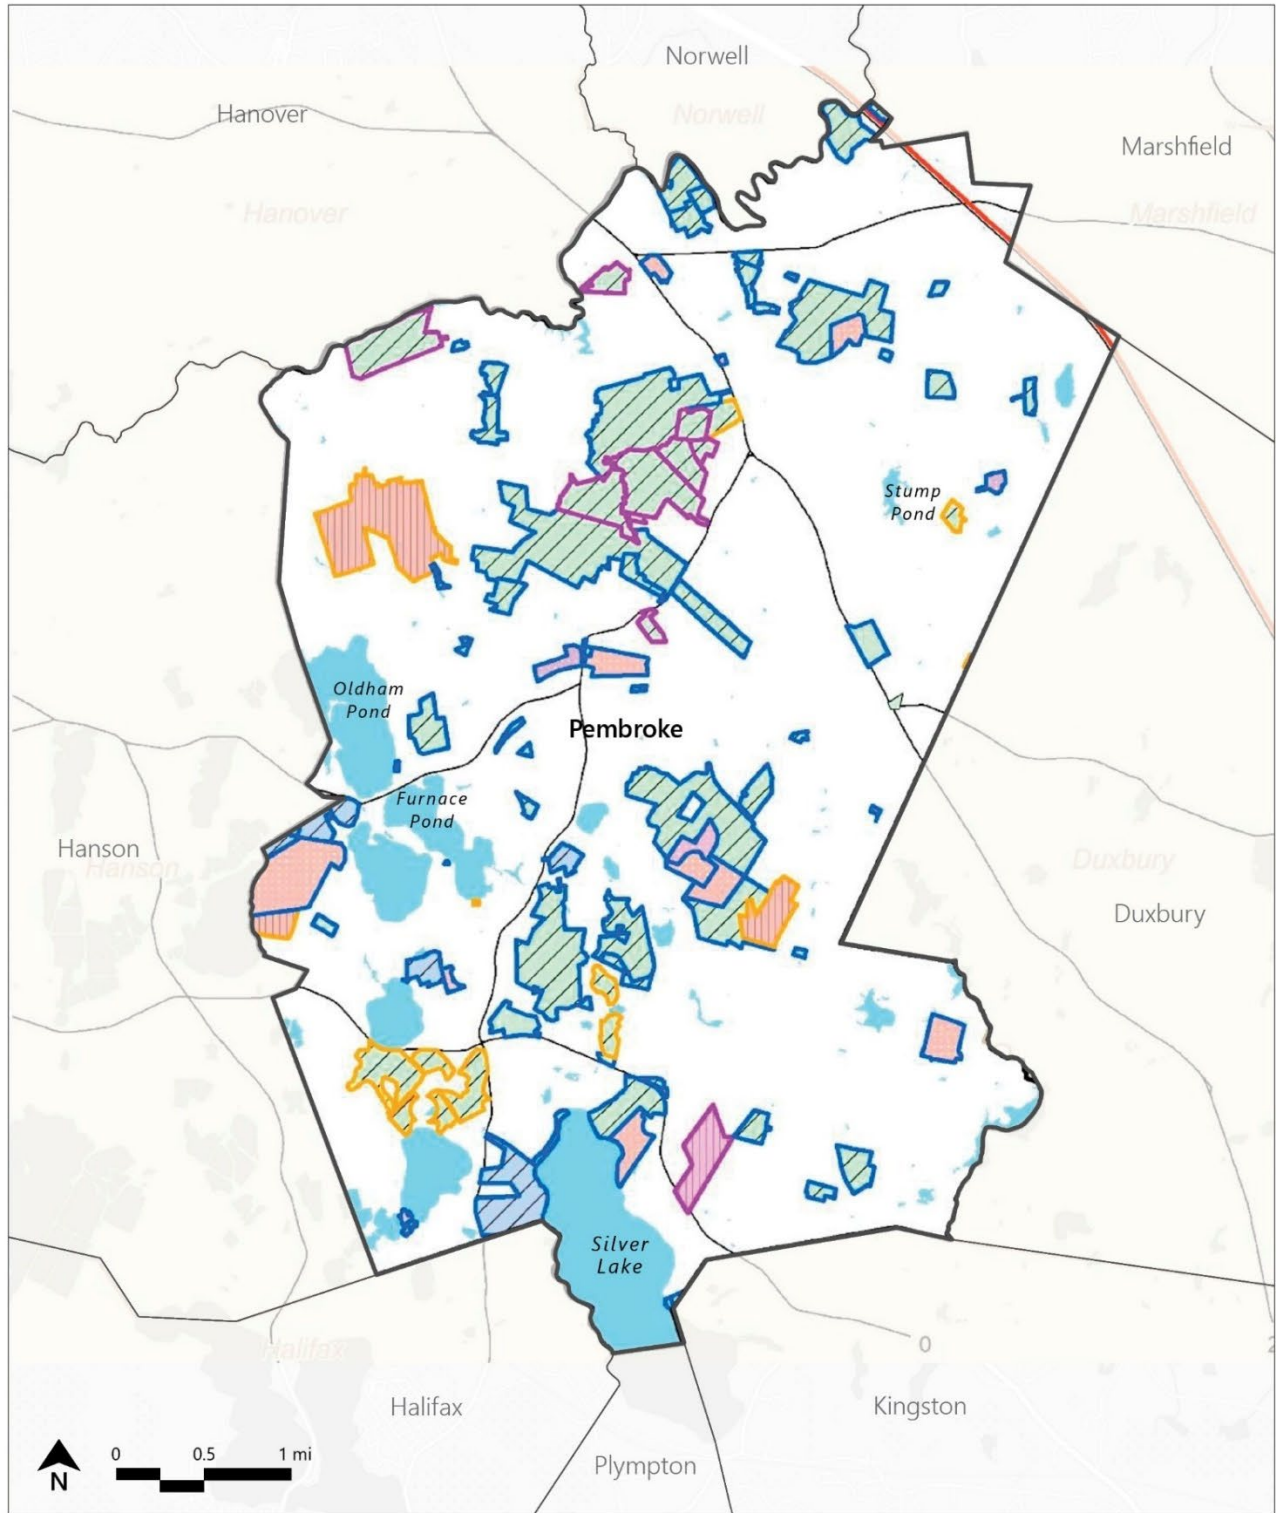 Norwell
Hanover
Norwell
Marshfield
Hanover
Marshfield
Stump
Pond
Oldham
Pond
Pembroke
Furnace
Pond
Hanson
Hanson
Duxbury
Duxbury
Silver
Lake
Halifax
0
2
Halifax
Kingston
Plympton
N
0 0.5 1 mi